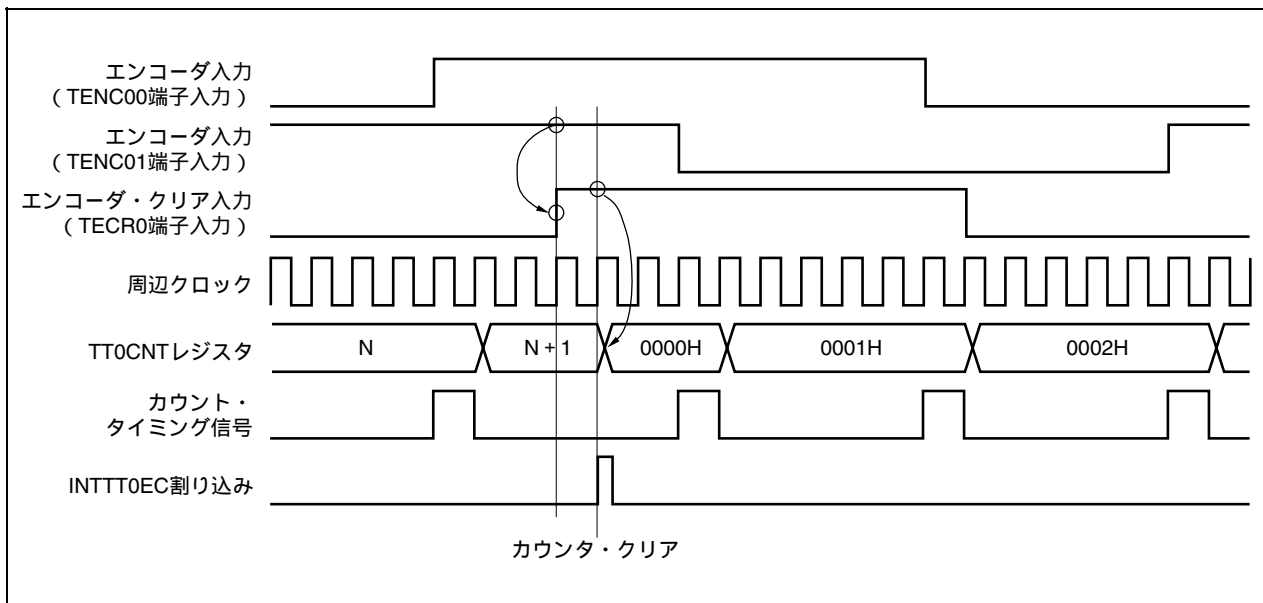 エンコーダ入力
（TENC00端子入力）
エンコーダ入力
（TENC01端子入力）
エンコーダ・クリア入力
（TECR0端子入力）
周辺クロック
TT0CNTレジスタ
N
N + 1
0000H
0001H
0002H
カウント・
タイミング信号
INTTT0EC割り込み
カウンタ・クリア